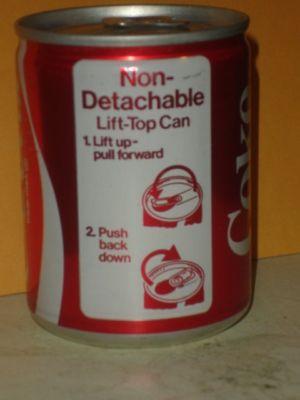 Non-
Detachable
Lift-Top Can
1. Lift up-
pull forward
2. Push
back
down
Coke